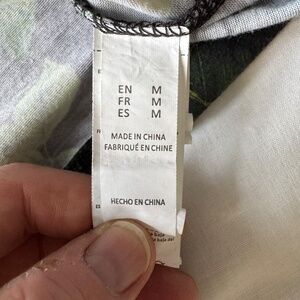 EN M
FR M
ES M
MADE IN CHINA
FABRIQUÉ EN CHINE
HECHO EN CHINA